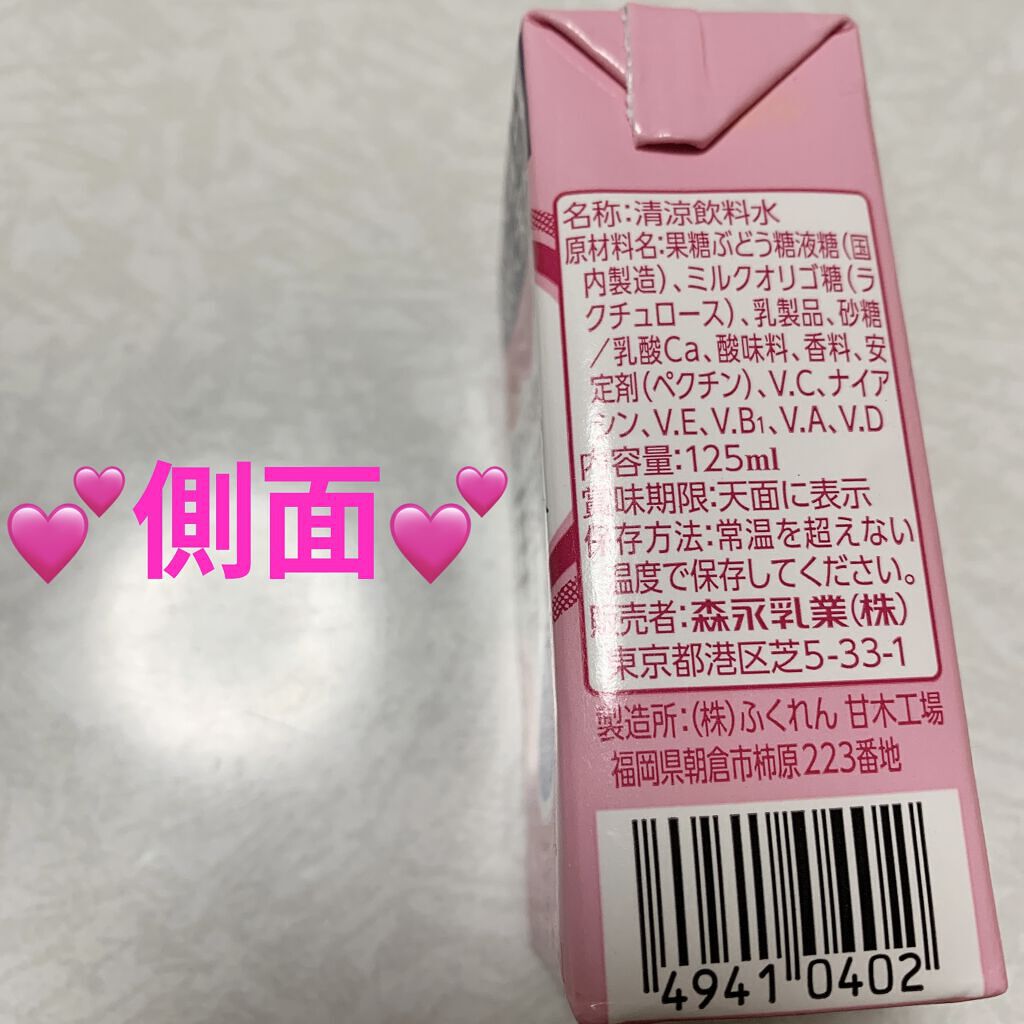 名称:清涼飲料水
原材料名:果糖ぶどう糖液糖(国
内製造)、ミルクオリゴ糖(ラ
クチュロース)、乳製品、砂糖
/乳酸Ca、酸味料、香料、安
定剤(ペクチン)、V.C、ナイア
シン、V.E、V.B₁、V.A、V.D
内容量:125ml
賞味期限:天面に表示
保存方法:常温を超えない
温度で保存してください。
販売者:森永乳業(株)
東京都港区芝5-33-1
製造所:(株)ふくれん 甘木工場
福岡県朝倉市柿原223番地
4941 0402
💕側面💕